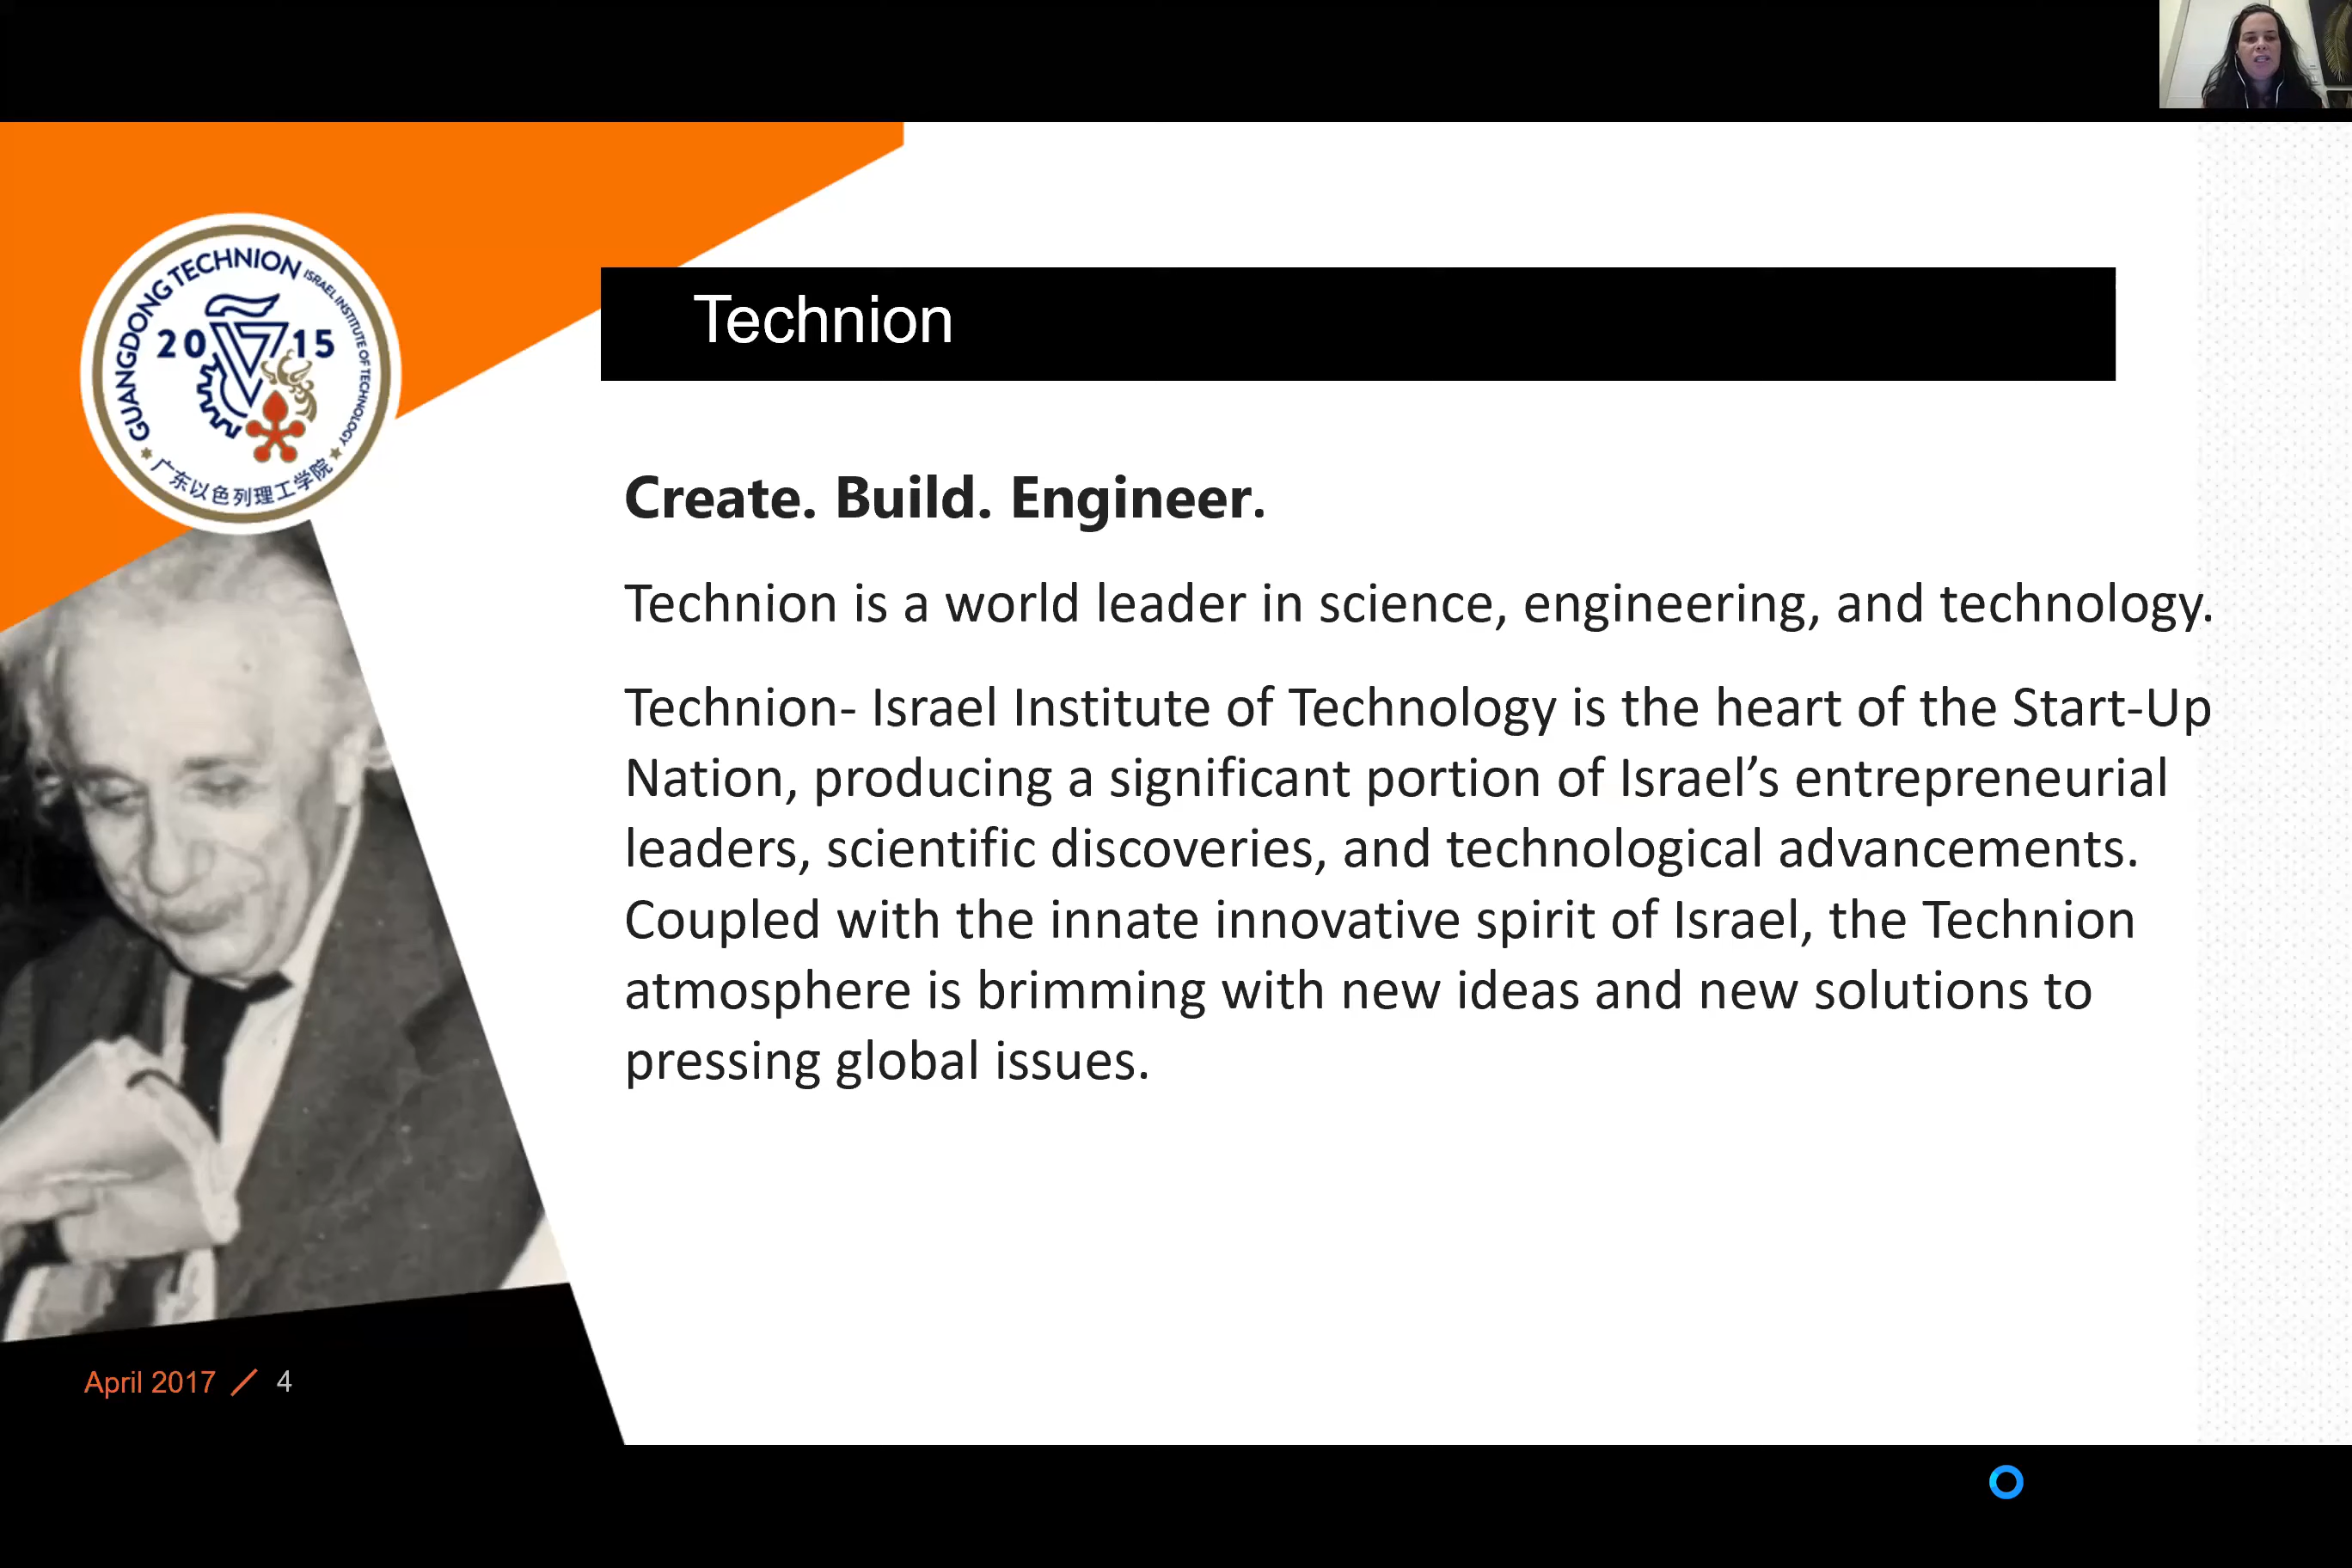 GUANGDONG TECHNION ISRAEL INSTITUTE OF TECHNOLOGY
2015
广东以色列理工学院
Technion
Create. Build. Engineer.
Technion is a world leader in science, engineering, and technology.
Technion- Israel Institute of Technology is the heart of the Start-Up
Nation, producing a significant portion of Israel’s entrepreneurial
leaders, scientific discoveries, and technological advancements.
Coupled with the innate innovative spirit of Israel, the Technion
atmosphere is brimming with new ideas and new solutions to
pressing global issues.
April 2017 / 4